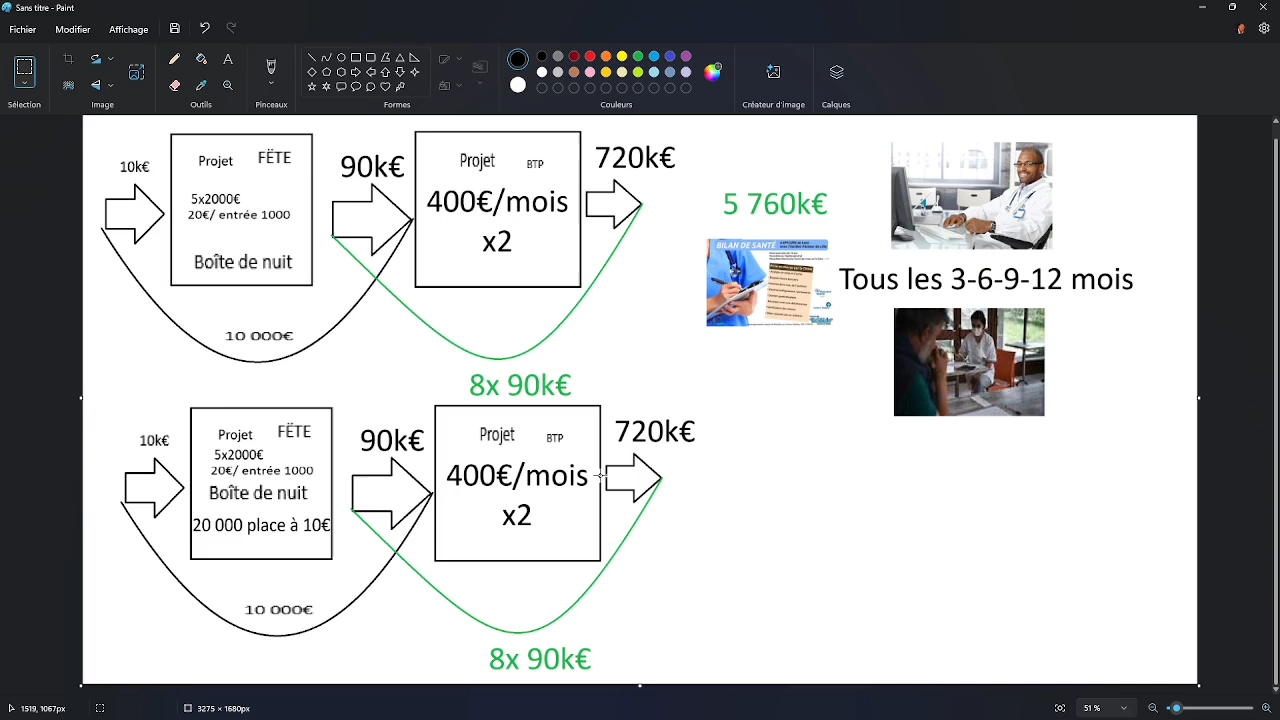 Sans titre - Paint
Fichier
Modifier
Affichage
Sélection
Image
Outils
Pinceaux
Formes
Couleurs
Créateur d'image
Calques
10k€
Projet FËTE
5x2000€
20€/ entrée 1000
Boîte de nuit
10 000€
90k€
Projet BTP
400€/mois
x2
720k€
8x 90k€
5 760k€
BILAN DE SANTÉ
Tous les 3-6-9-12 mois
10k€
Projet FËTE
5x2000€
20€/ entrée 1000
Boîte de nuit
20 000 place à 10€
10 000€
90k€
Projet BTP
400€/mois
x2
720k€
8x 90k€
1519, 1067px
3275 × 1680px
51 %